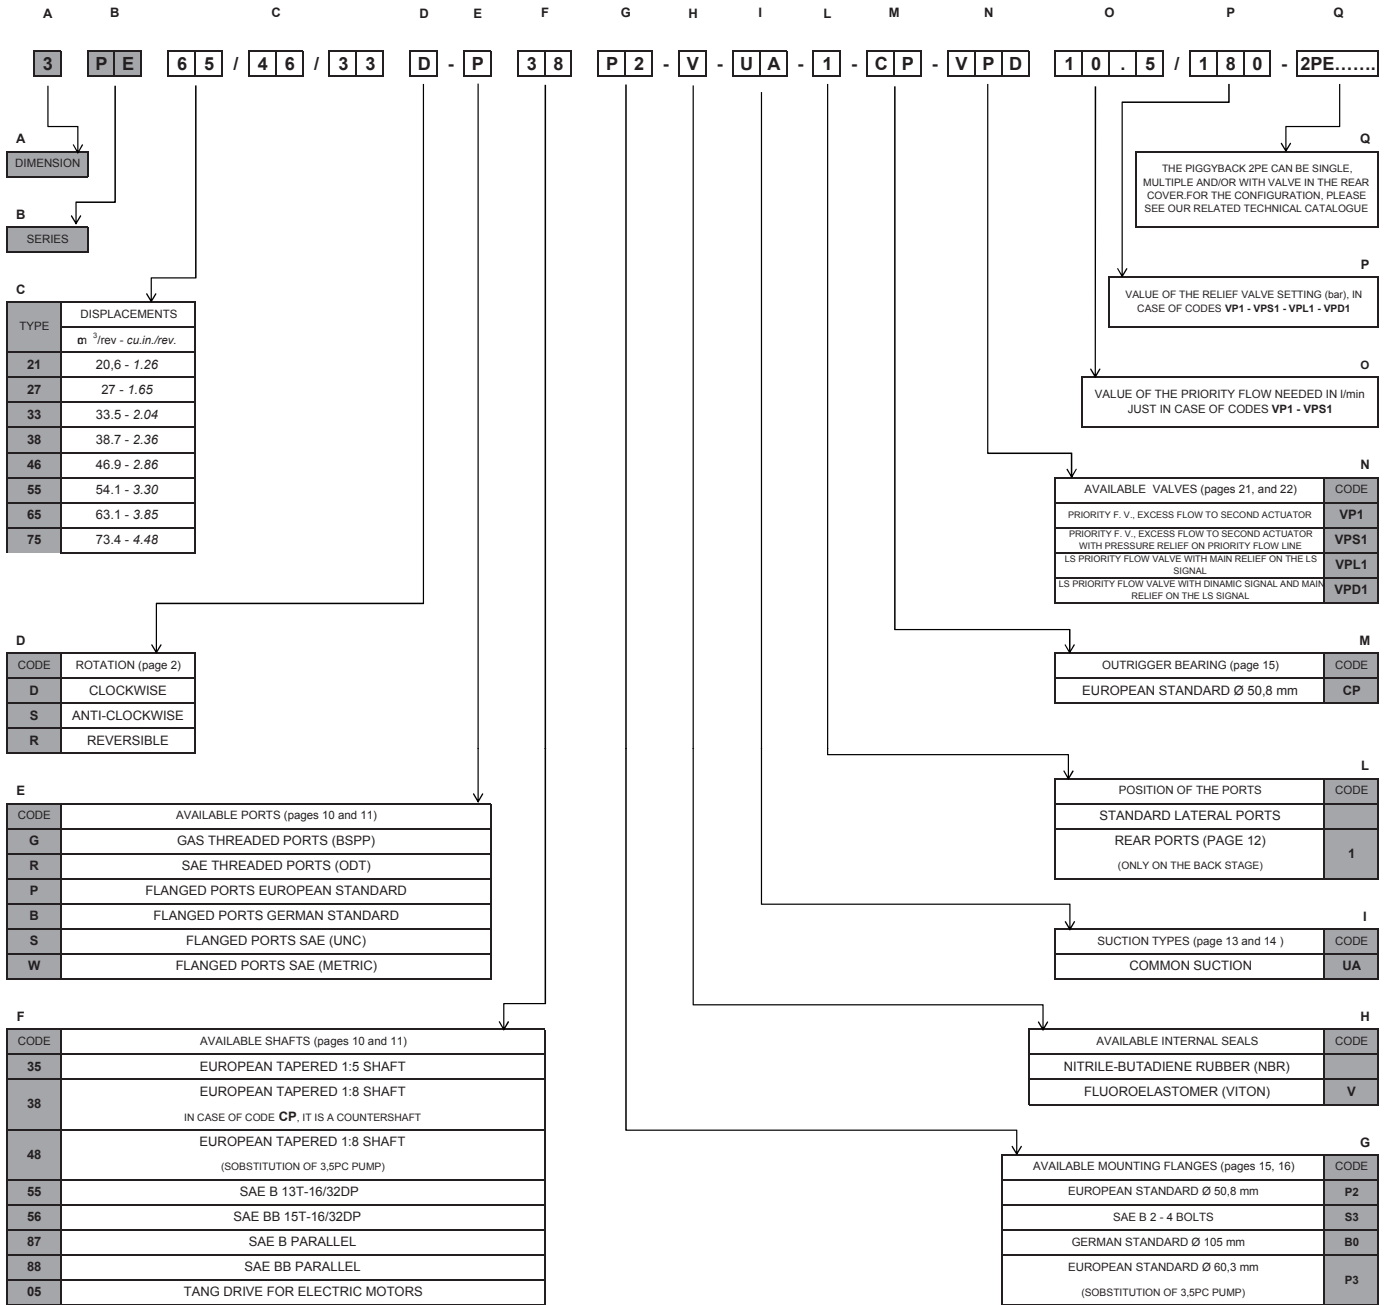 A B C D E F G H I L M N O P Q
3 PE 65 / 46 / 33 D - P 38 P2 - V - UA - 1 - CP - VPD 10.5 / 180 - 2PE.......
A
DIMENSION
B
SERIES
C
TYPE DISPLACEMENTS
cm 3/rev - cu.in./rev.
21 20,6 - 1.26
27 27 - 1.65
33 33.5 - 2.04
38 38.7 - 2.36
46 46.9 - 2.86
55 54.1 - 3.30
65 63.1 - 3.85
75 73.4 - 4.48
D
CODE ROTATION (page 2)
D CLOCKWISE
S ANTI-CLOCKWISE
R REVERSIBLE
E
CODE AVAILABLE PORTS (pages 10 and 11)
G GAS THREADED PORTS (BSPP)
R SAE THREADED PORTS (ODT)
P FLANGED PORTS EUROPEAN STANDARD
B FLANGED PORTS GERMAN STANDARD
S FLANGED PORTS SAE (UNC)
W FLANGED PORTS SAE (METRIC)
F
CODE AVAILABLE SHAFTS (pages 10 and 11)
35 EUROPEAN TAPERED 1:5 SHAFT
38 EUROPEAN TAPERED 1:8 SHAFT
IN CASE OF CODE CP, IT IS A COUNTERSHAFT
48 EUROPEAN TAPERED 1:8 SHAFT
(SOBSTITUTION OF 3,5PC PUMP)
55 SAE B 13T-16/32DP
56 SAE BB 15T-16/32DP
87 SAE B PARALLEL
88 SAE BB PARALLEL
05 TANG DRIVE FOR ELECTRIC MOTORS
Q
THE PIGGYBACK 2PE CAN BE SINGLE,
MULTIPLE AND/OR WITH VALVE IN THE REAR
COVER.FOR THE CONFIGURATION, PLEASE
SEE OUR RELATED TECHNICAL CATALOGUE
P
VALUE OF THE RELIEF VALVE SETTING (bar), IN
CASE OF CODES VP1 - VPS1 - VPL1 - VPD1
O
VALUE OF THE PRIORITY FLOW NEEDED IN l/min
JUST IN CASE OF CODES VP1 - VPS1
N
AVAILABLE VALVES (pages 21, and 22) CODE
PRIORITY F. V., EXCESS FLOW TO SECOND ACTUATOR VP1
PRIORITY F. V., EXCESS FLOW TO SECOND ACTUATOR
WITH PRESSURE RELIEF ON PRIORITY FLOW LINE VPS1
LS PRIORITY FLOW VALVE WITH MAIN RELIEF ON THE LS
SIGNAL VPL1
LS PRIORITY FLOW VALVE WITH DINAMIC SIGNAL AND MAIN
RELIEF ON THE LS SIGNAL VPD1
M
OUTRIGGER BEARING (page 15) CODE
EUROPEAN STANDARD Ø 50,8 mm CP
L
POSITION OF THE PORTS CODE
STANDARD LATERAL PORTS
REAR PORTS (PAGE 12) 1
(ONLY ON THE BACK STAGE)
I
SUCTION TYPES (page 13 and 14 ) CODE
COMMON SUCTION UA
H
AVAILABLE INTERNAL SEALS CODE
NITRILE-BUTADIENE RUBBER (NBR)
FLUOROELASTOMER (VITON) V
G
AVAILABLE MOUNTING FLANGES (pages 15, 16) CODE
EUROPEAN STANDARD Ø 50,8 mm P2
SAE B 2 - 4 BOLTS S3
GERMAN STANDARD Ø 105 mm B0
EUROPEAN STANDARD Ø 60,3 mm P3
(SOBSTITUTION OF 3,5PC PUMP)